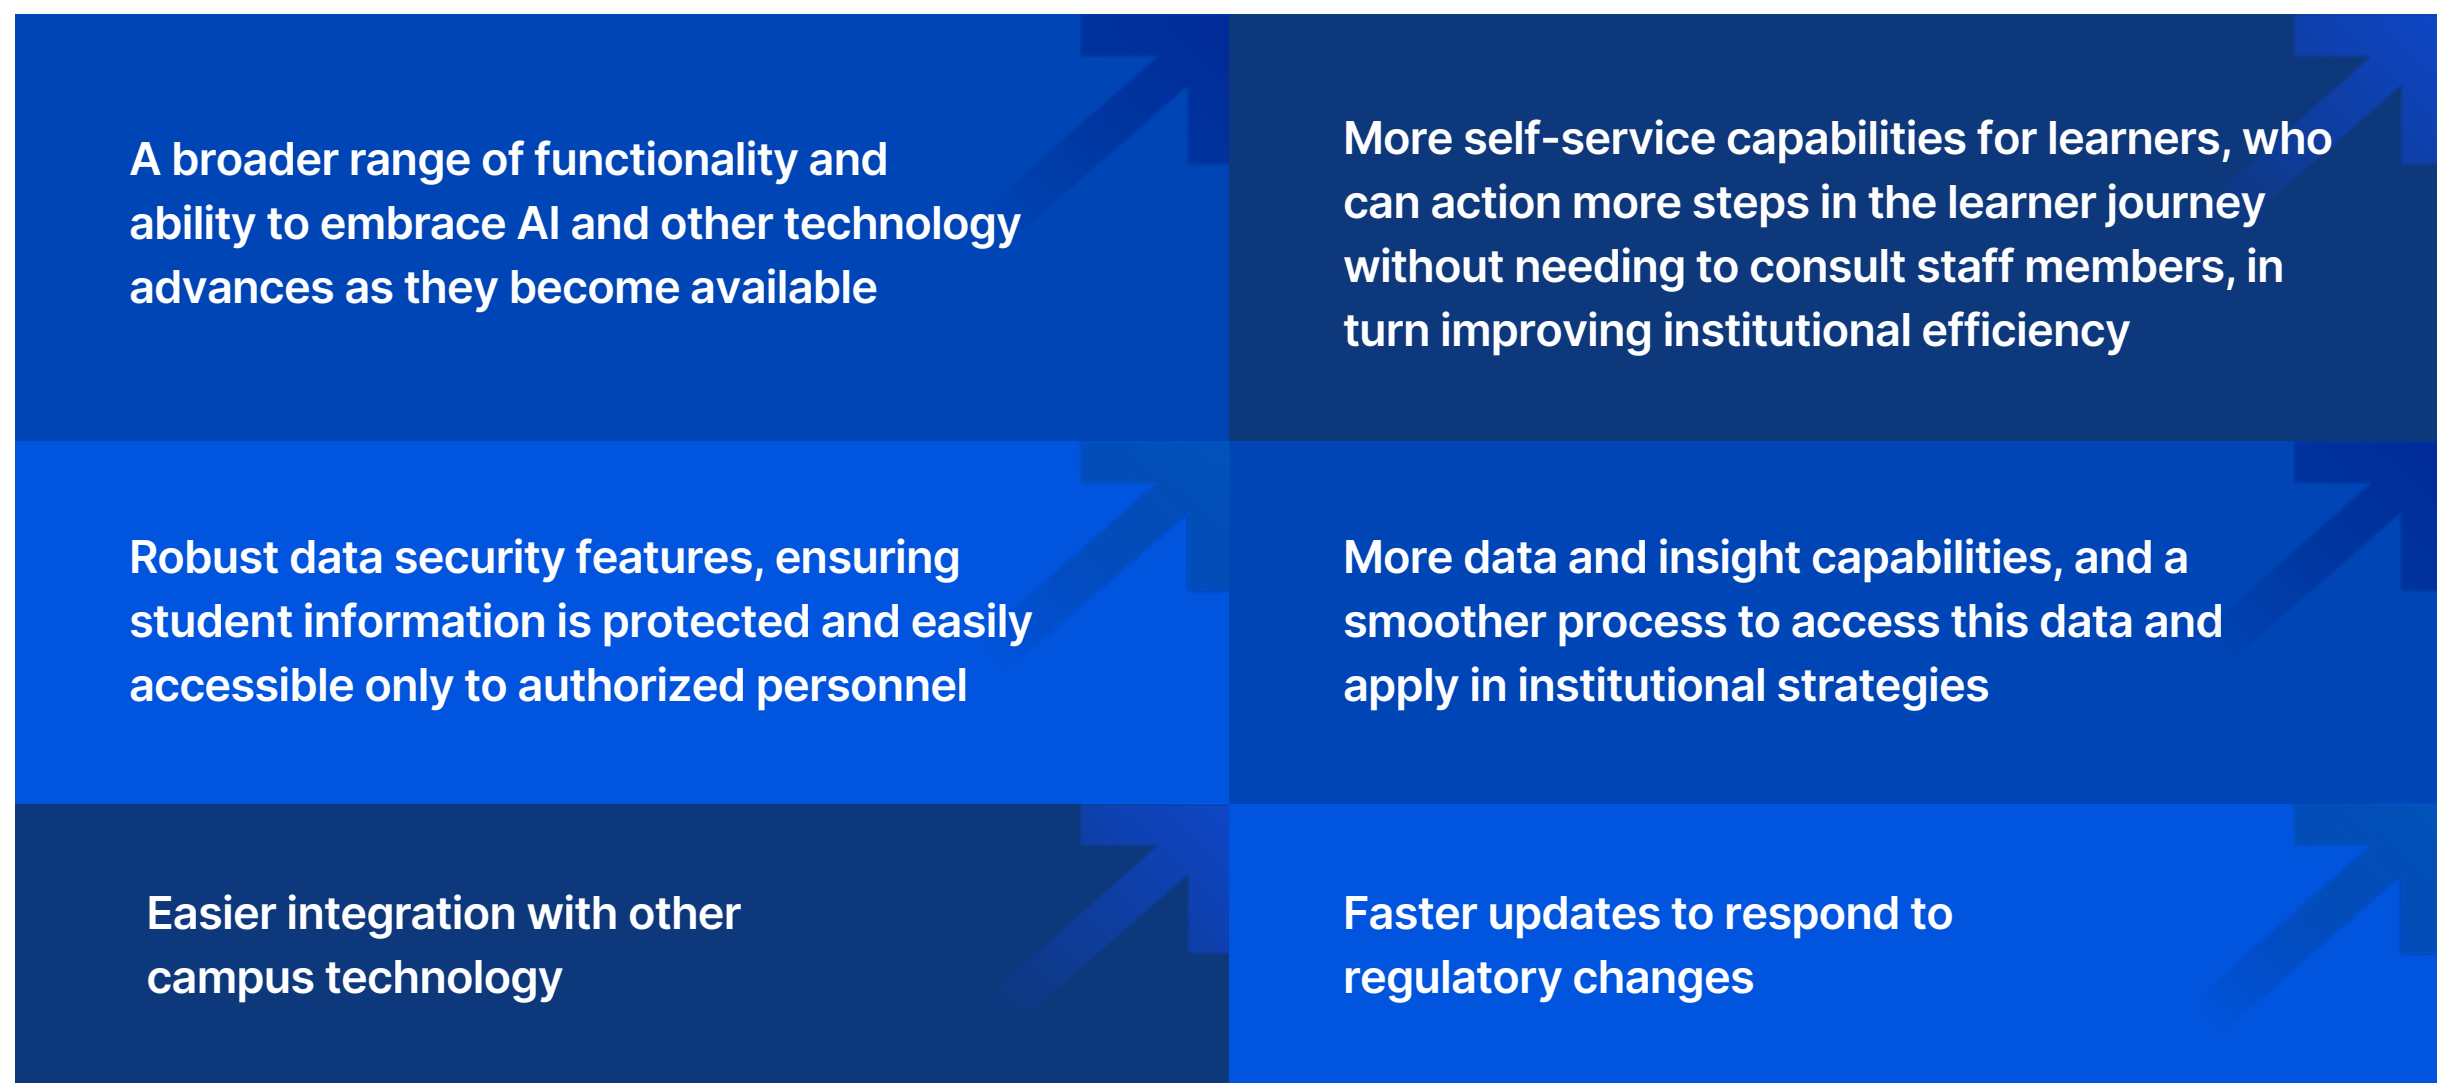 A broader range of functionality and
ability to embrace AI and other technology
advances as they become available
More self-service capabilities for learners, who
can action more steps in the learner journey
without needing to consult staff members, in
turn improving institutional efficiency
Robust data security features, ensuring
student information is protected and easily
accessible only to authorized personnel
More data and insight capabilities, and a
smoother process to access this data and
apply in institutional strategies
Easier integration with other
campus technology
Faster updates to respond to
regulatory changes